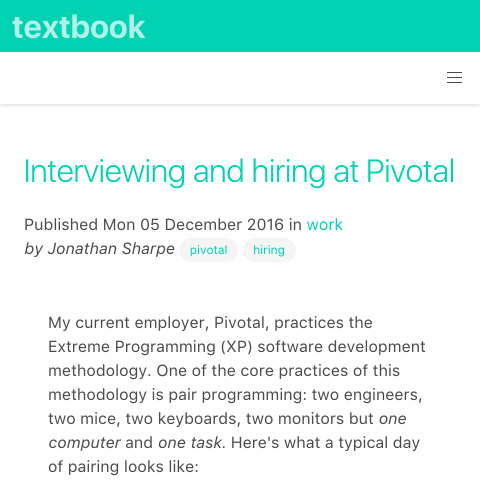 textbook
Interviewing and hiring at Pivotal
Published Mon 05 December 2016 in work
by Jonathan Sharpe pivotal hiring
My current employer, Pivotal, practices the
Extreme Programming (XP) software development
methodology. One of the core practices of this
methodology is pair programming: two engineers,
two mice, two keyboards, two monitors but one
computer and one task. Here's what a typical day
of pairing looks like: